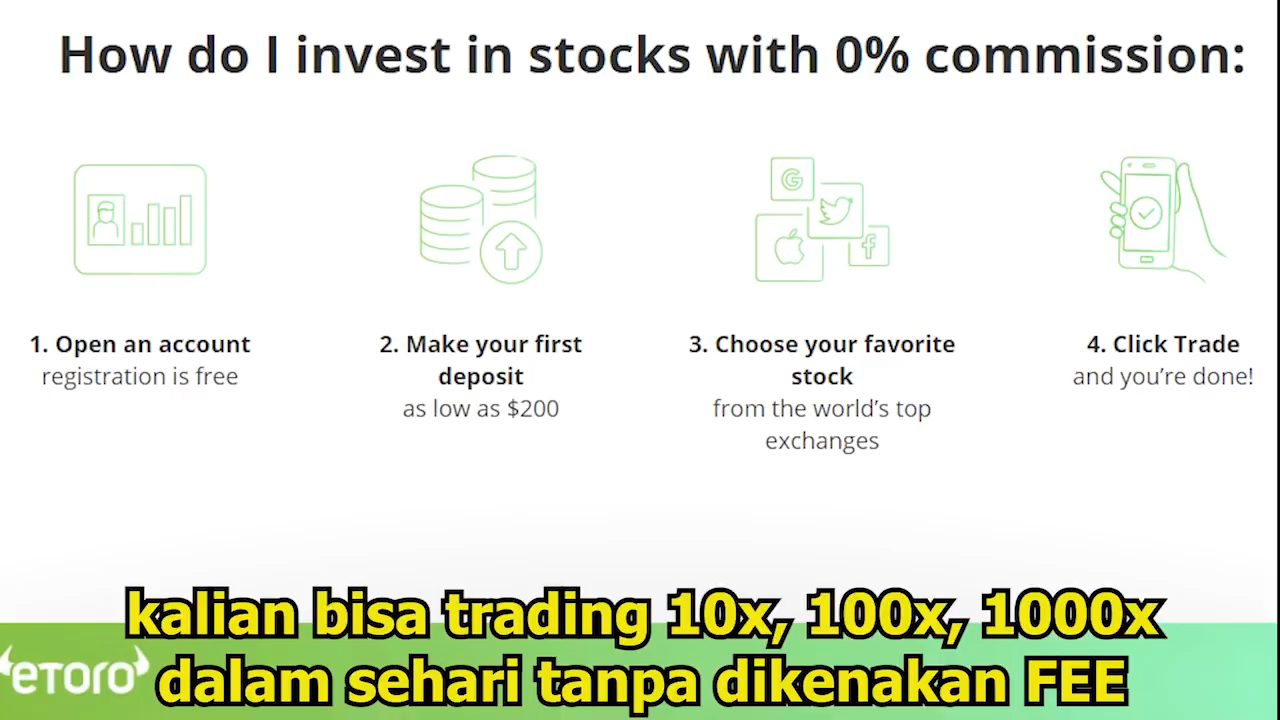 How do I invest in stocks with 0% commission:
1. Open an account
registration is free
2. Make your first
deposit
as low as $200
3. Choose your favorite
stock
from the world’s top
exchanges
4. Click Trade
and you’re done!
kalian bisa trading 10x, 100x, 1000x
dalam sehari tanpa dikenakan FEE
eToro